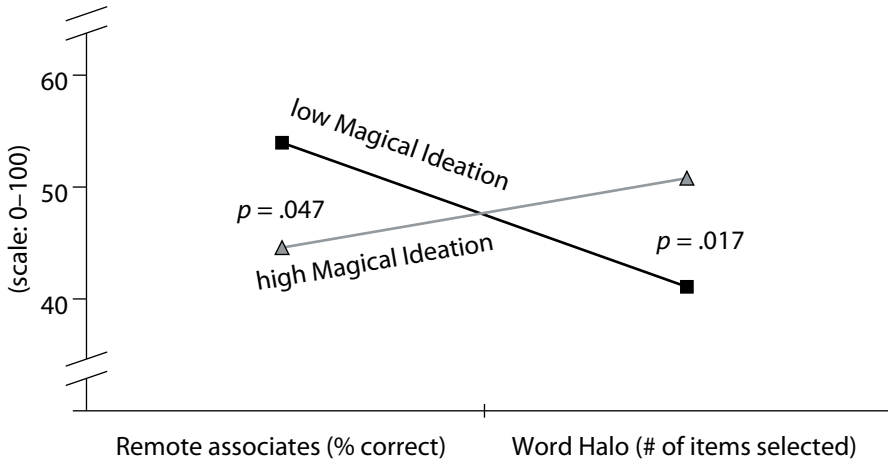 60
50
40
(scale: 0–100)
low Magical Ideation
p = .047
p = .017
high Magical Ideation
Remote associates (% correct)
Word Halo (# of items selected)